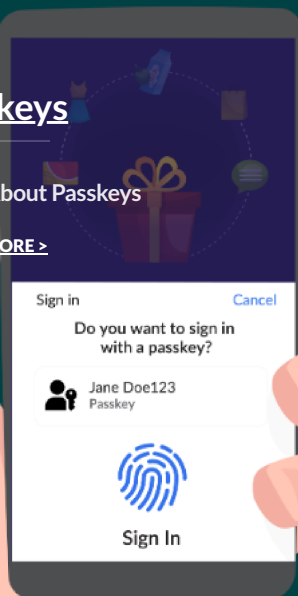 keys
bout Passkeys
ORE >
Sign in
Cancel
Do you want to sign in
with a passkey?
Jane Doe123
Passkey
Sign In